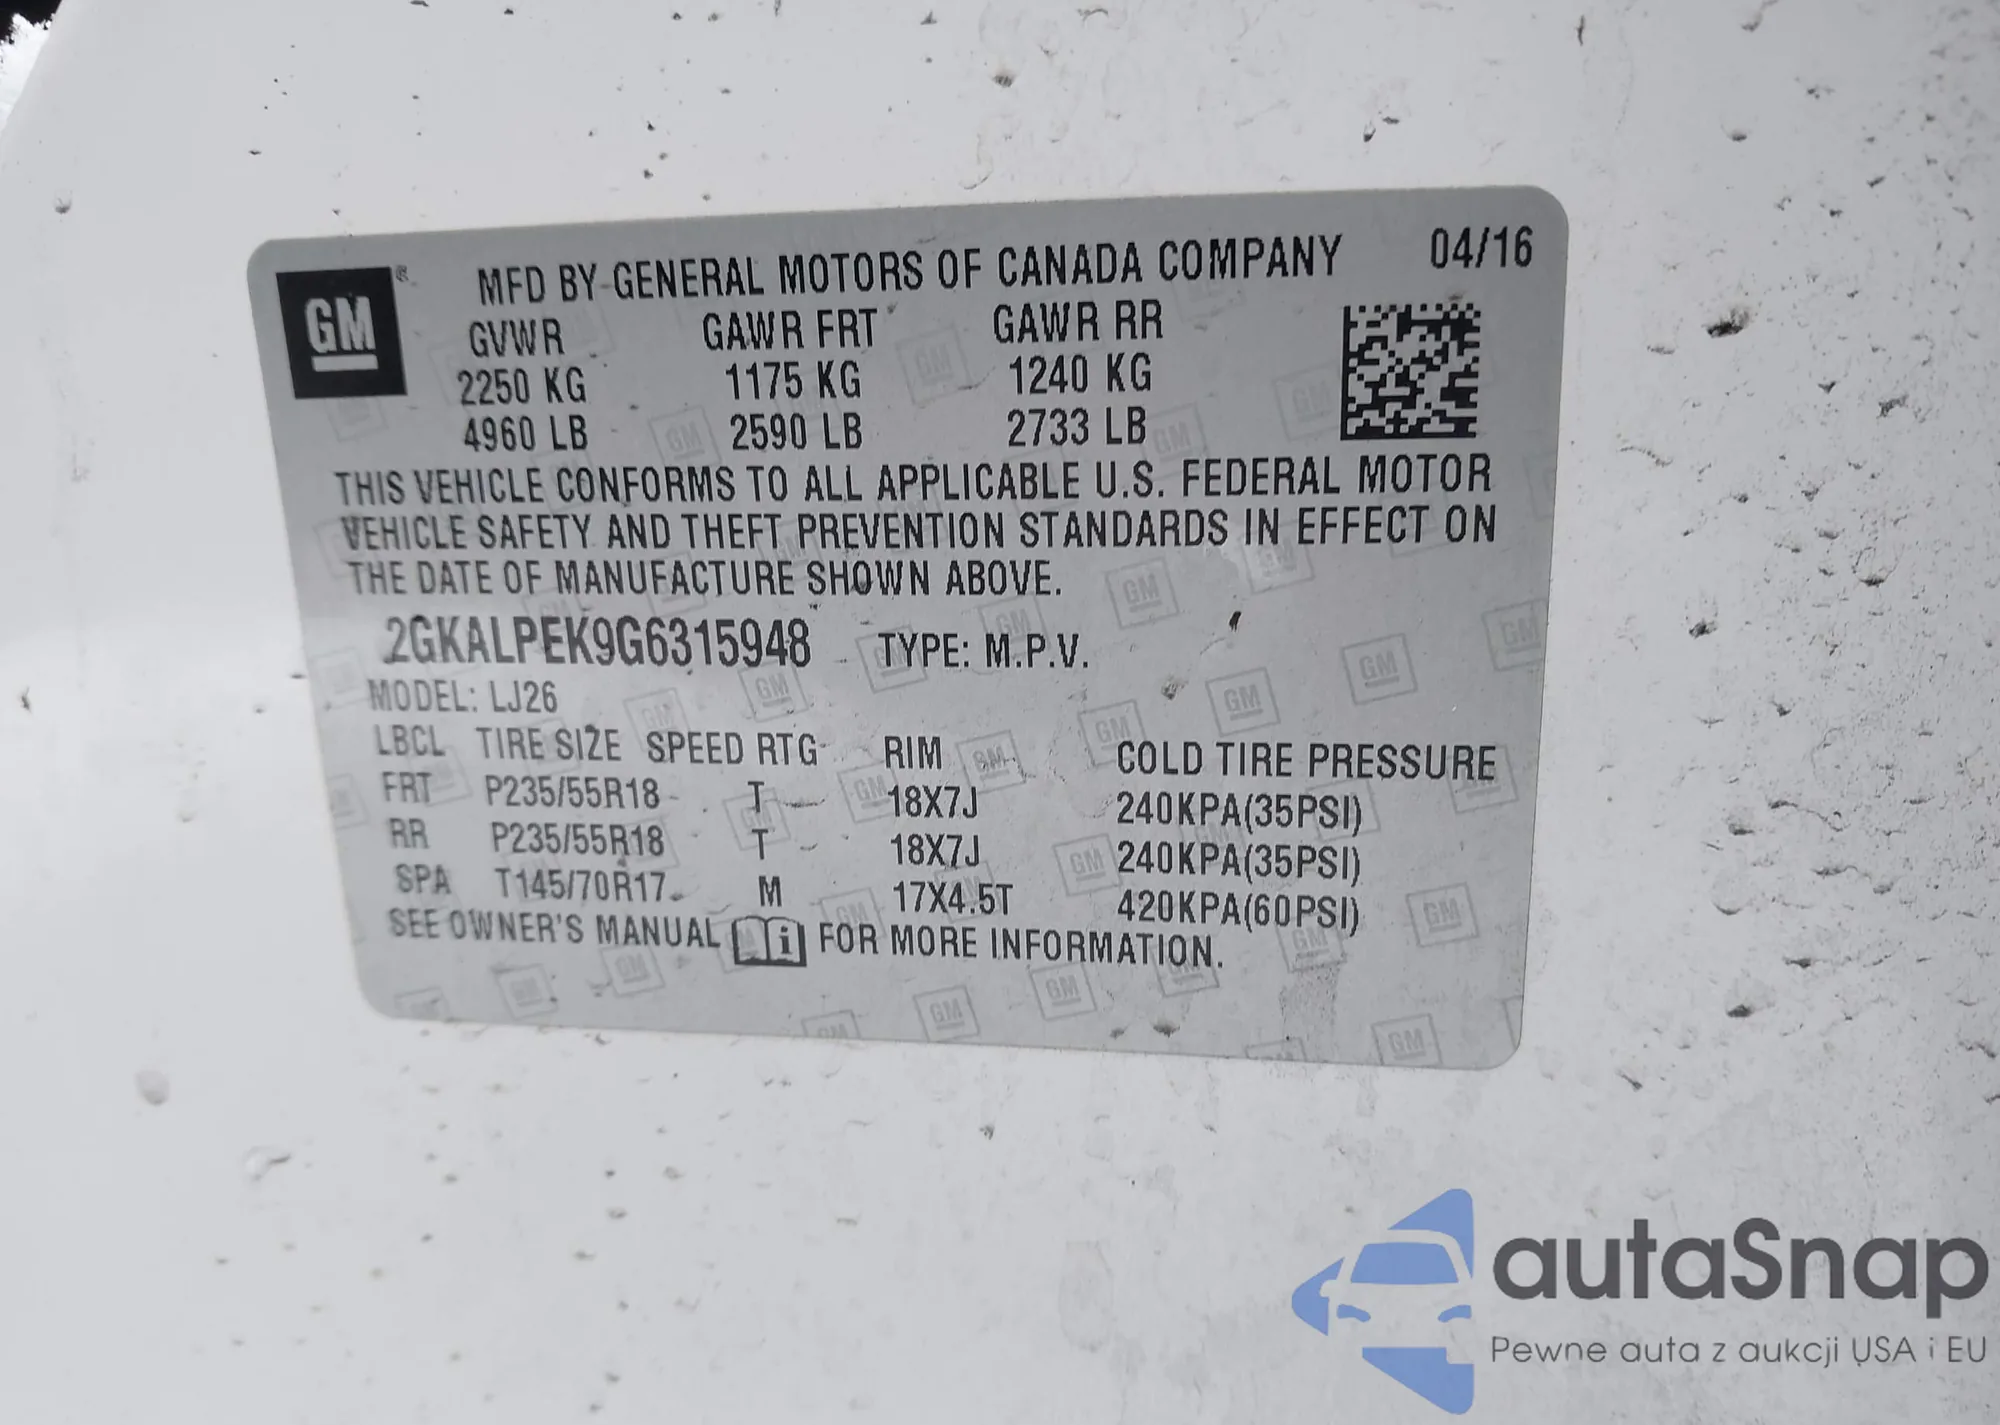 GM ® MFD BY GENERAL MOTORS OF CANADA COMPANY 04/16
GVWR GAWR FRT GAWR RR
2250 KG 1175 KG 1240 KG
4960 LB 2590 LB 2733 LB
THIS VEHICLE CONFORMS TO ALL APPLICABLE U.S. FEDERAL MOTOR
VEHICLE SAFETY AND THEFT PREVENTION STANDARDS IN EFFECT ON
THE DATE OF MANUFACTURE SHOWN ABOVE.
2GKALPEK9G6315948 TYPE: M.P.V.
MODEL: LJ26
LBCL TIRE SIZE SPEED RTG RIM COLD TIRE PRESSURE
FRT P235/55R18 T 18X7J 240KPA(35PSI)
RR P235/55R18 T 18X7J 240KPA(35PSI)
SPA T145/70R17 M 17X4.5T 420KPA(60PSI)
SEE OWNER'S MANUAL i FOR MORE INFORMATION.
autaSnap
Pewne auta z aukcji USA i EU